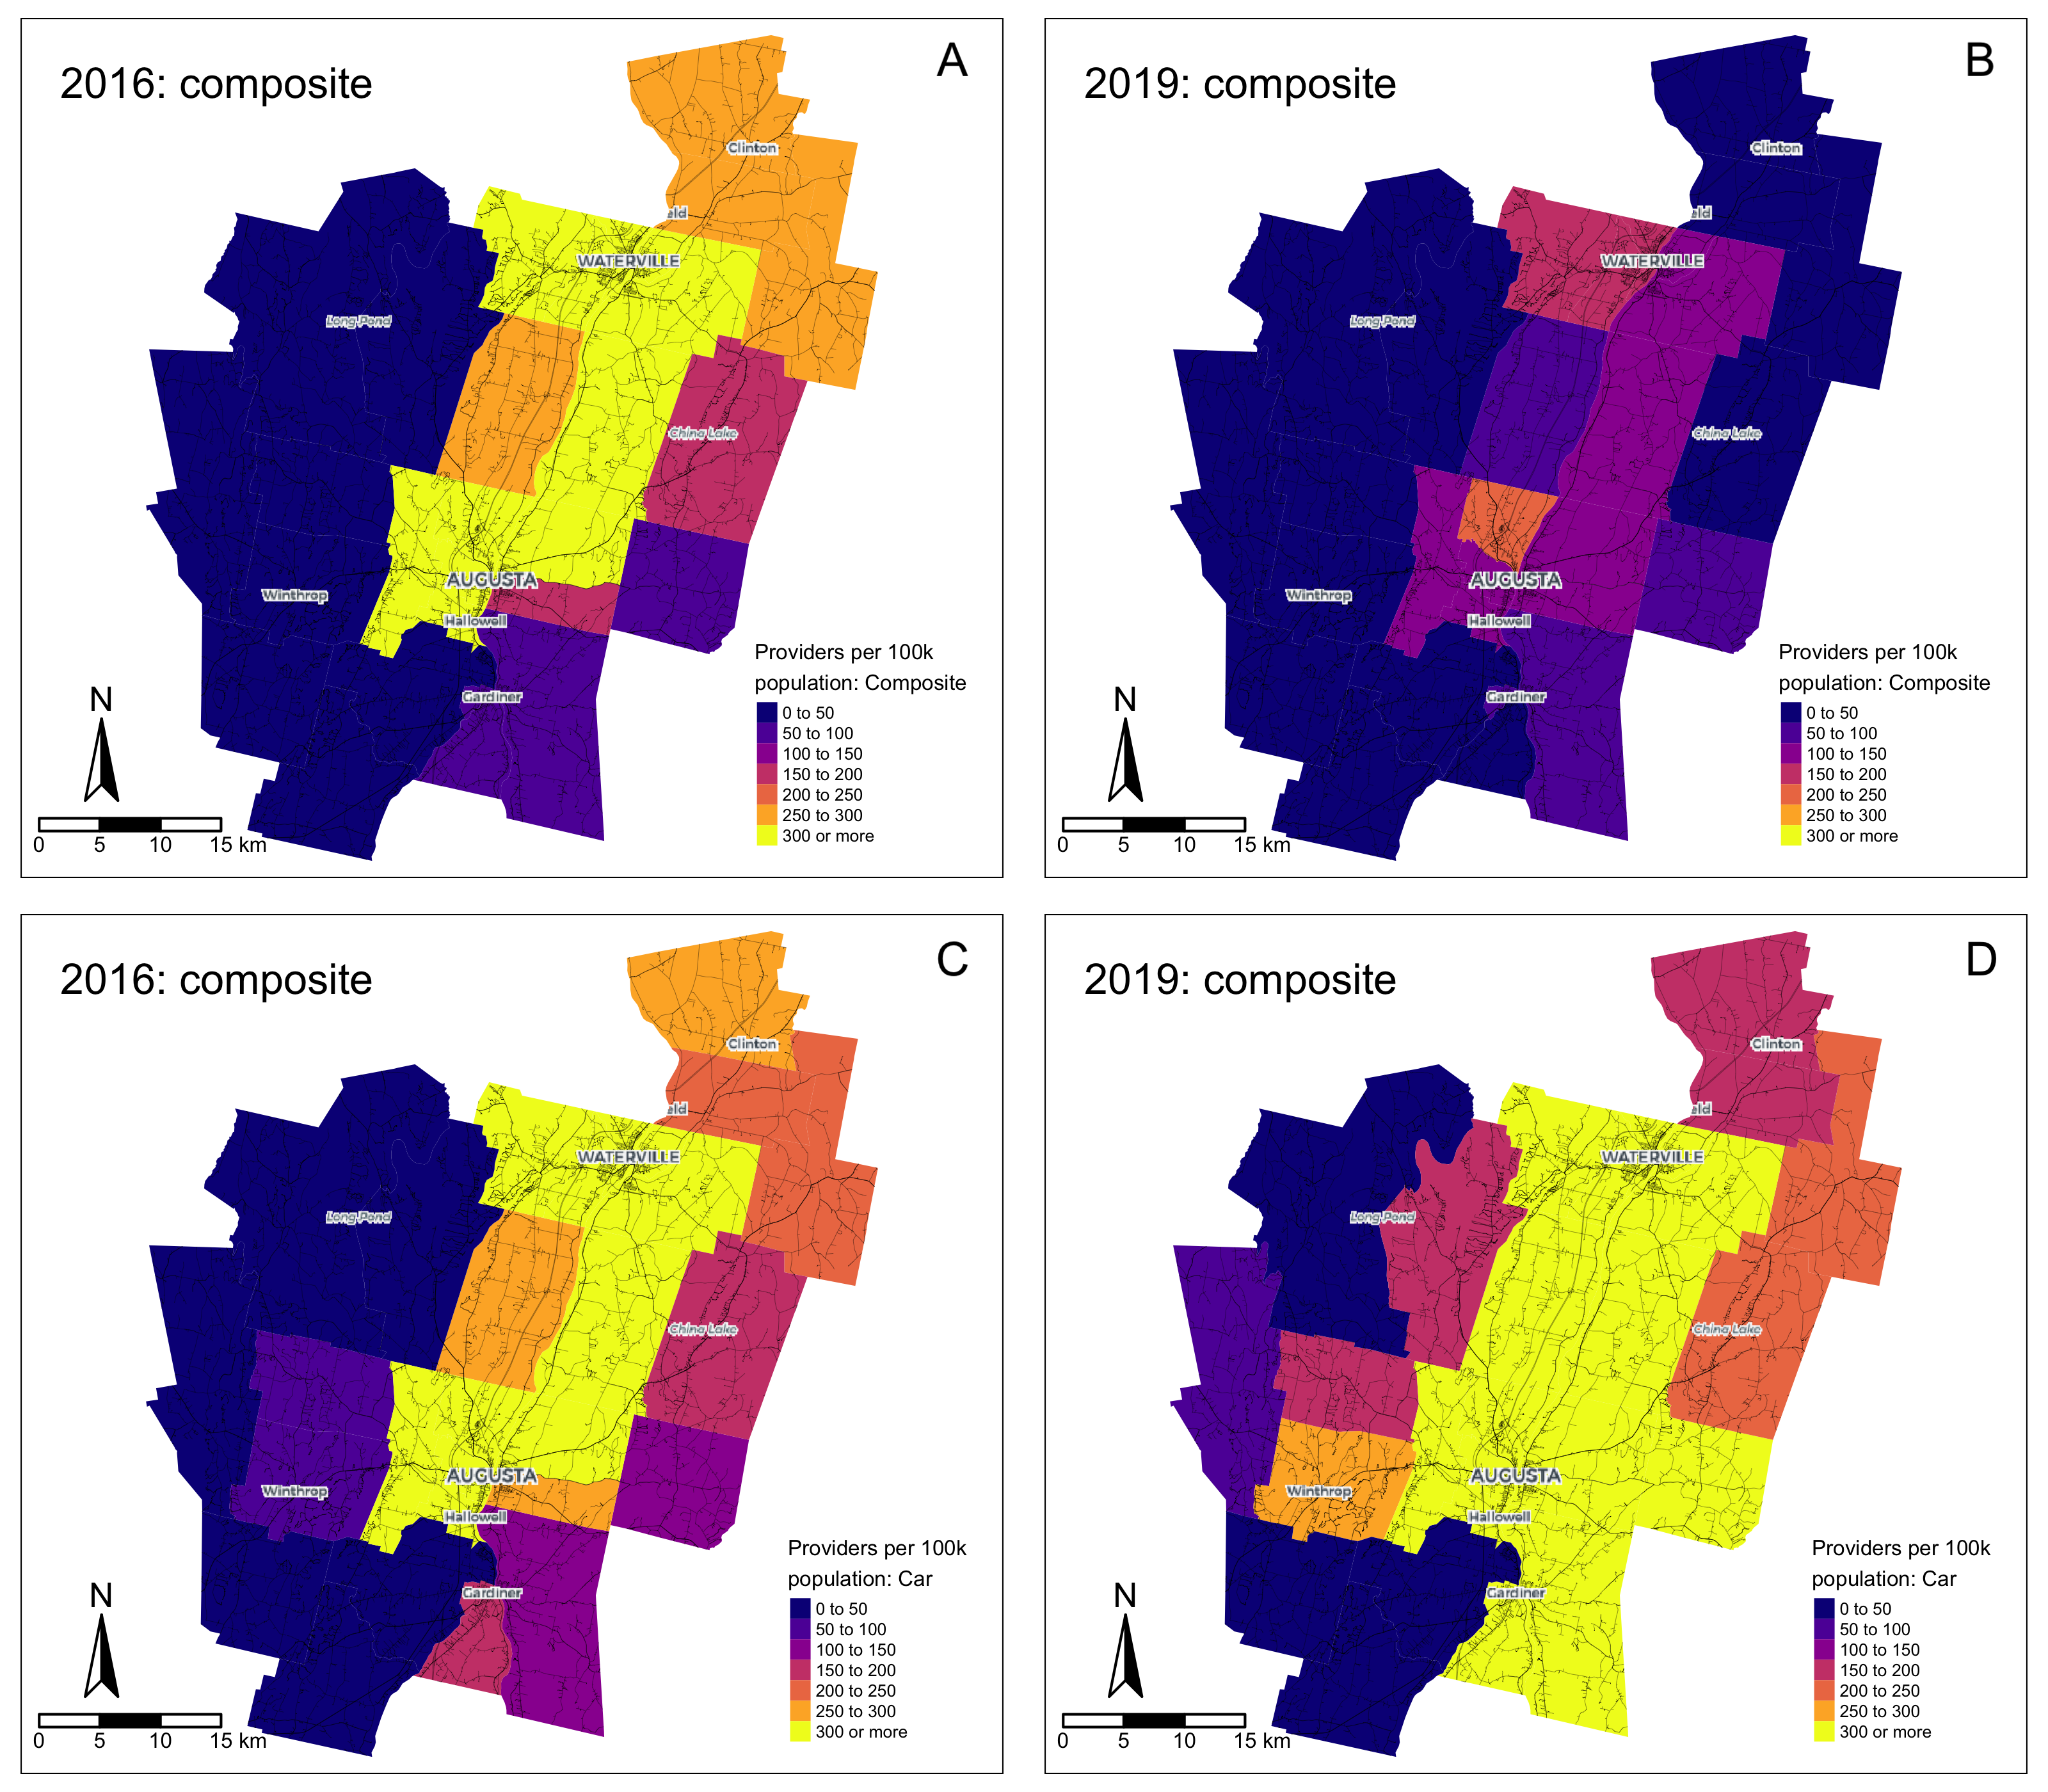 2016: composite
A
Clinton
eld
WATERVILLE
Long Pond
China Lake
AUGUSTA
Winthrop
Hallowell
Gardiner
Providers per 100k
population: Composite
0 to 50
50 to 100
100 to 150
150 to 200
200 to 250
250 to 300
300 or more
N
0 5 10 15 km
2019: composite
B
Clinton
eld
WATERVILLE
Long Pond
China Lake
AUGUSTA
Winthrop
Hallowell
Gardiner
Providers per 100k
population: Composite
0 to 50
50 to 100
100 to 150
150 to 200
200 to 250
250 to 300
300 or more
N
0 5 10 15 km
2016: composite
C
Clinton
eld
WATERVILLE
Long Pond
China Lake
AUGUSTA
Winthrop
Hallowell
Gardiner
Providers per 100k
population: Car
0 to 50
50 to 100
100 to 150
150 to 200
200 to 250
250 to 300
300 or more
N
0 5 10 15 km
2019: composite
D
Clinton
eld
WATERVILLE
Long Pond
China Lake
AUGUSTA
Winthrop
Hallowell
Gardiner
Providers per 100k
population: Car
0 to 50
50 to 100
100 to 150
150 to 200
200 to 250
250 to 300
300 or more
N
0 5 10 15 km